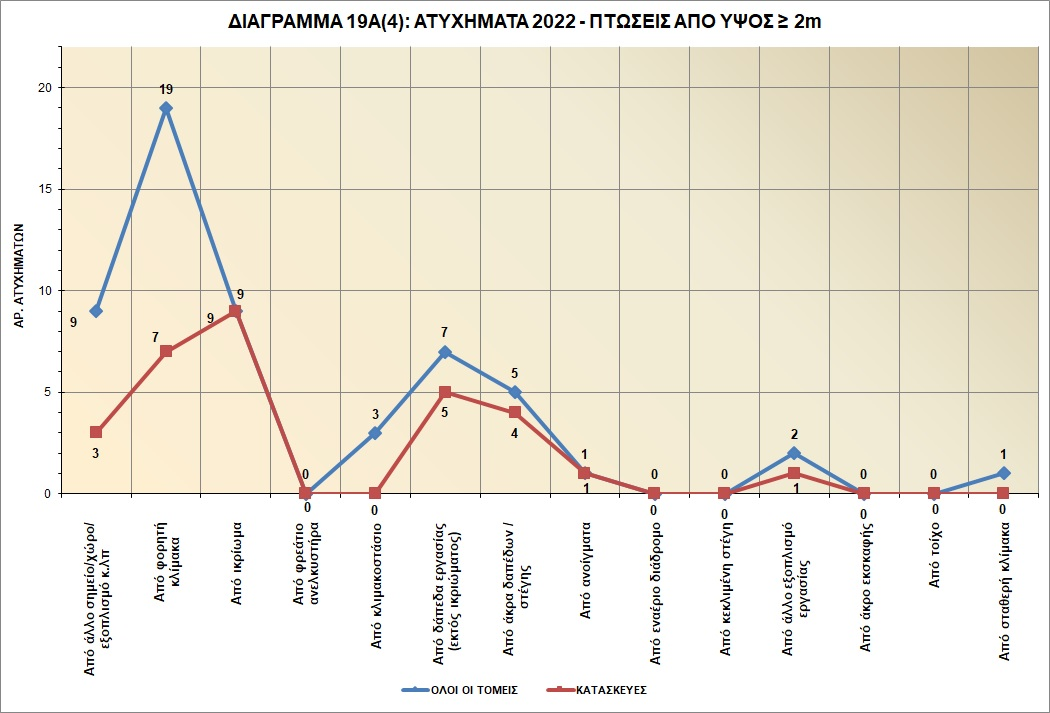 ΔΙΑΓΡΑΜΜΑ 19Α(4): ΑΤΥΧΗΜΑΤΑ 2022 - ΠΤΩΣΕΙΣ ΑΠΟ ΥΨΟΣ ≥ 2m
ΑΡ. ΑΤΥΧΗΜΑΤΩΝ
20
15
10
5
0
9
19
9
0
3
7
5
1
0
0
2
0
0
1
3
7
9
0
0
5
4
1
0
0
1
0
0
0
Από άλλο σημείο/χώρο/
εξοπλισμό κ.λπ
Από φορητή
κλίμακα
Από ικρίωμα
Από φρεάτιο
ανελκυστήρα
Από κλιμακοστάσιο
Από δάπεδα εργασίας
(εκτός ικριώματος)
Από άκρα δαπέδων /
στέγης
Από ανοίγματα
Από εναέριο διάδρομο
Από κεκλιμένη στέγη
Από άλλο εξοπλισμό
εργασίας
Από άκρο εκσκαφής
Από τοίχο
Από σταθερή κλίμακα
ΟΛΟΙ ΟΙ ΤΟΜΕΙΣ
ΚΑΤΑΣΚΕΥΕΣ